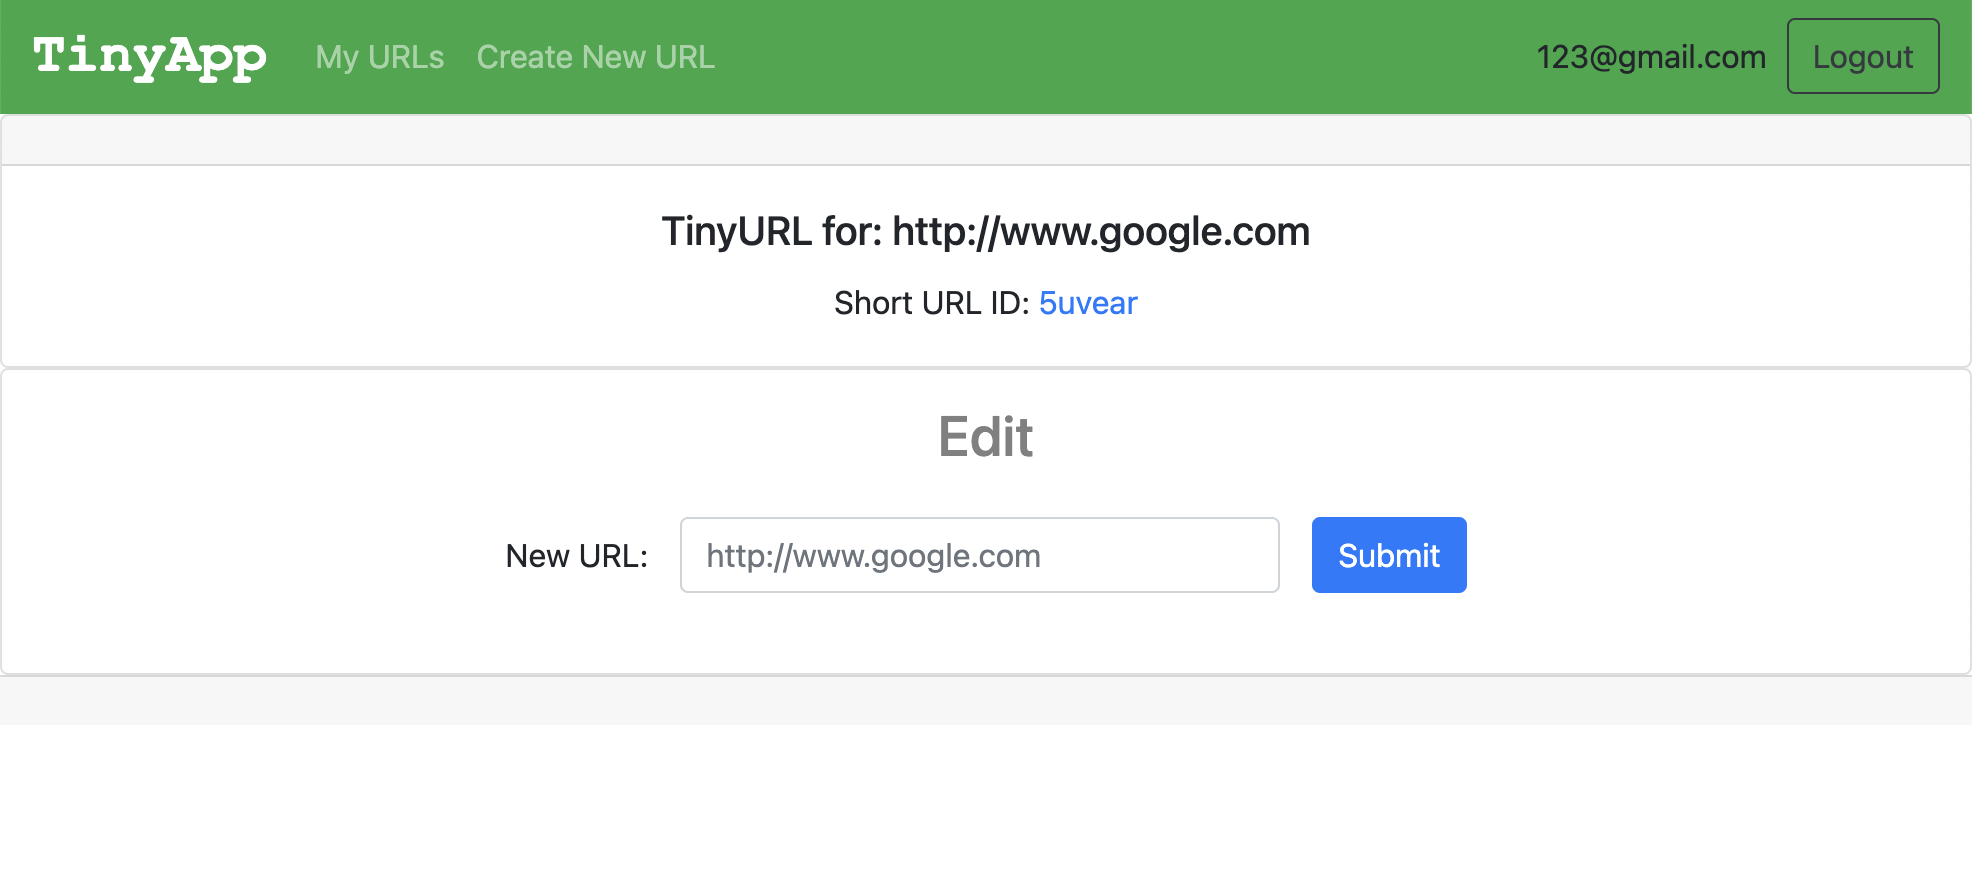 TinyApp My URLs Create New URL 123@gmail.com Logout
TinyURL for: http://www.google.com
Short URL ID: 5uvear
Edit
New URL: http://www.google.com Submit